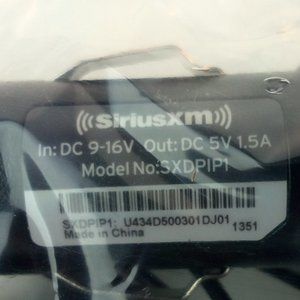 ((SiriusXM))
In: DC 9-16V Out: DC 5V 1.5A
Model No:SXDPIP1
SXDPIP1: U434D500301DJ01
Made in China 1351